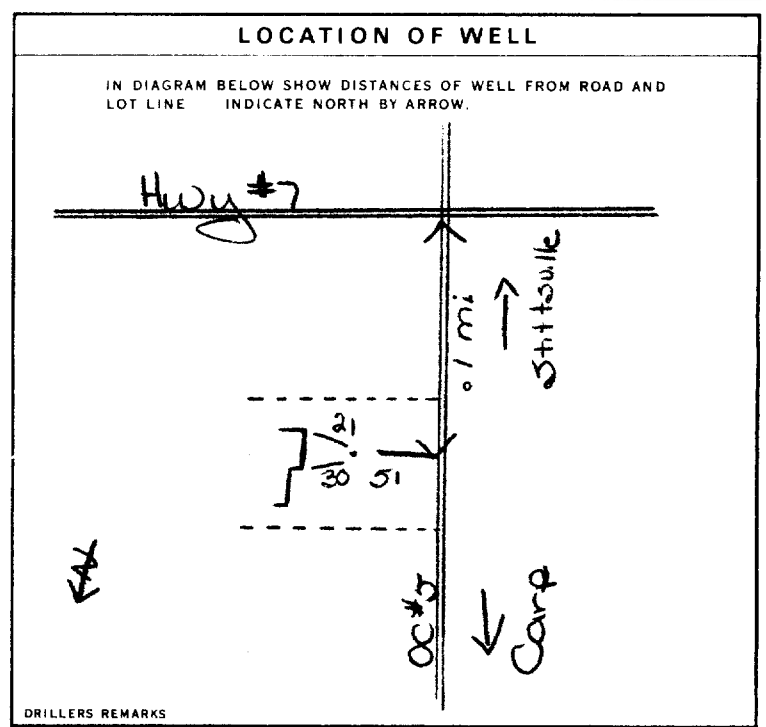 LOCATION OF WELL
IN DIAGRAM BELOW SHOW DISTANCES OF WELL FROM ROAD AND
LOT LINE INDICATE NORTH BY ARROW.
Hwy #7
.1 mi
Stittsville
21
30
51
N
OC#5
Carp
DRILLERS REMARKS